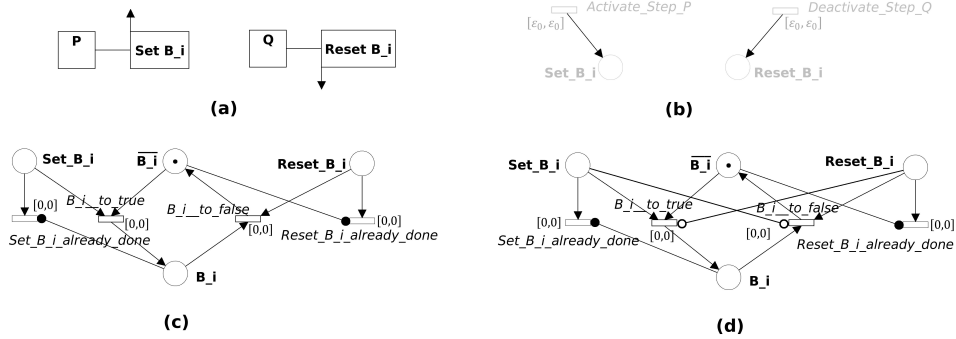 P
Set B_i
Q
Reset B_i
(a)
Activate_Step_P
[ε0,ε0]
Set_B_i
Deactivate_Step_Q
[ε0,ε0]
Reset_B_i
(b)
Set_B_i
B_i
Reset_B_i
[0,0]
B_i__to_true
[0,0]
B_i__to_false
[0,0]
[0,0]
Set_B_i_already_done
Reset_B_i_already_done
B_i
(c)
Set_B_i
B_i
Reset_B_i
[0,0]
B_i__to_true
[0,0]
B_i__to_false
[0,0]
[0,0]
Set_B_i_already_done
Reset_B_i_already_done
B_i
(d)